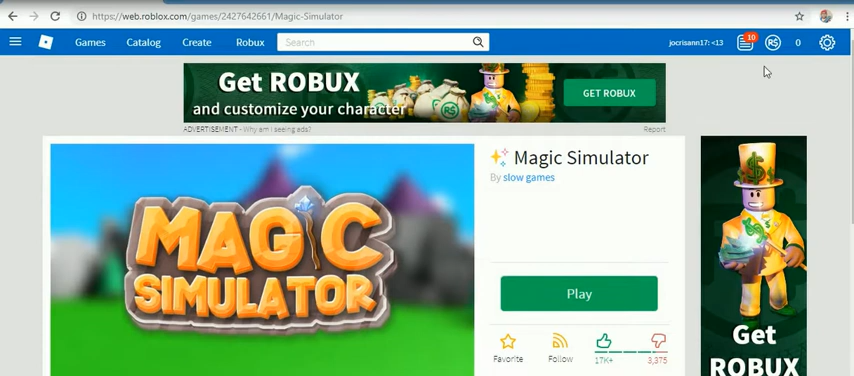 https://web.roblox.com/games/2427642661/Magic-Simulator
Games Catalog Create Robux Search jocrisann17: <13 10 R$ 0
Get ROBUX
and customize your character
GET ROBUX
ADVERTISEMENT - Why am I seeing ads? Report
MAGIC
SIMULATOR
Magic Simulator
By slow games
Play
Favorite Follow 17K+ 3,375
$
Get
ROBUX